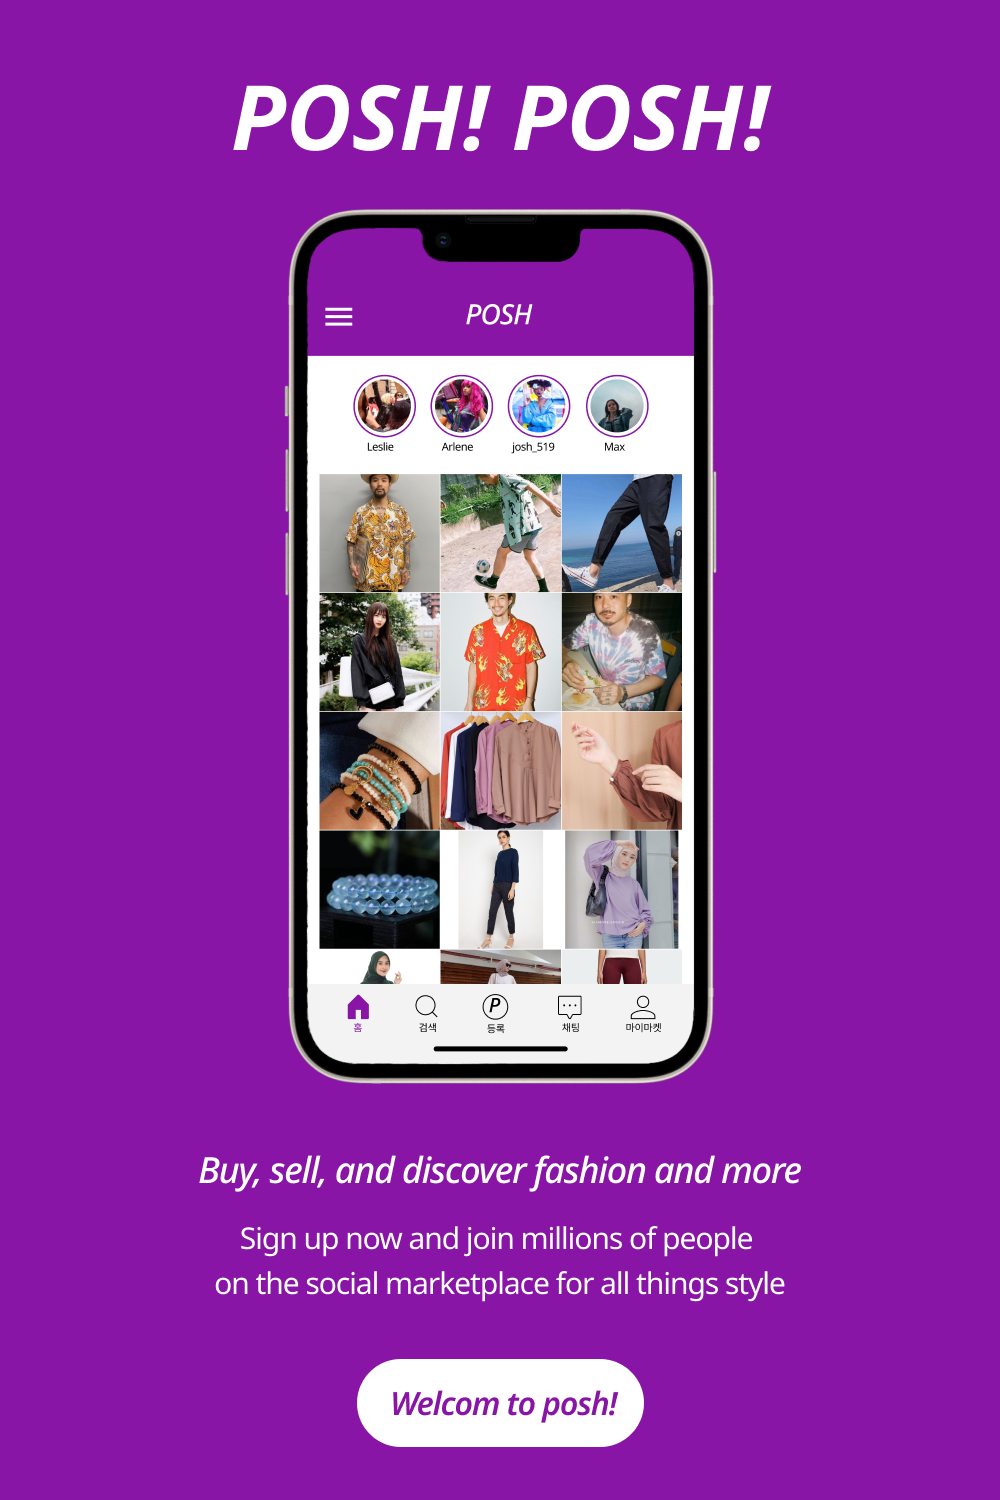 POSH! POSH!
POSH
Leslie Arlene josh_519 Max
P
홈 검색 등록 채팅 마이마켓
Buy, sell, and discover fashion and more
Sign up now and join millions of people
on the social marketplace for all things style
Welcom to posh!